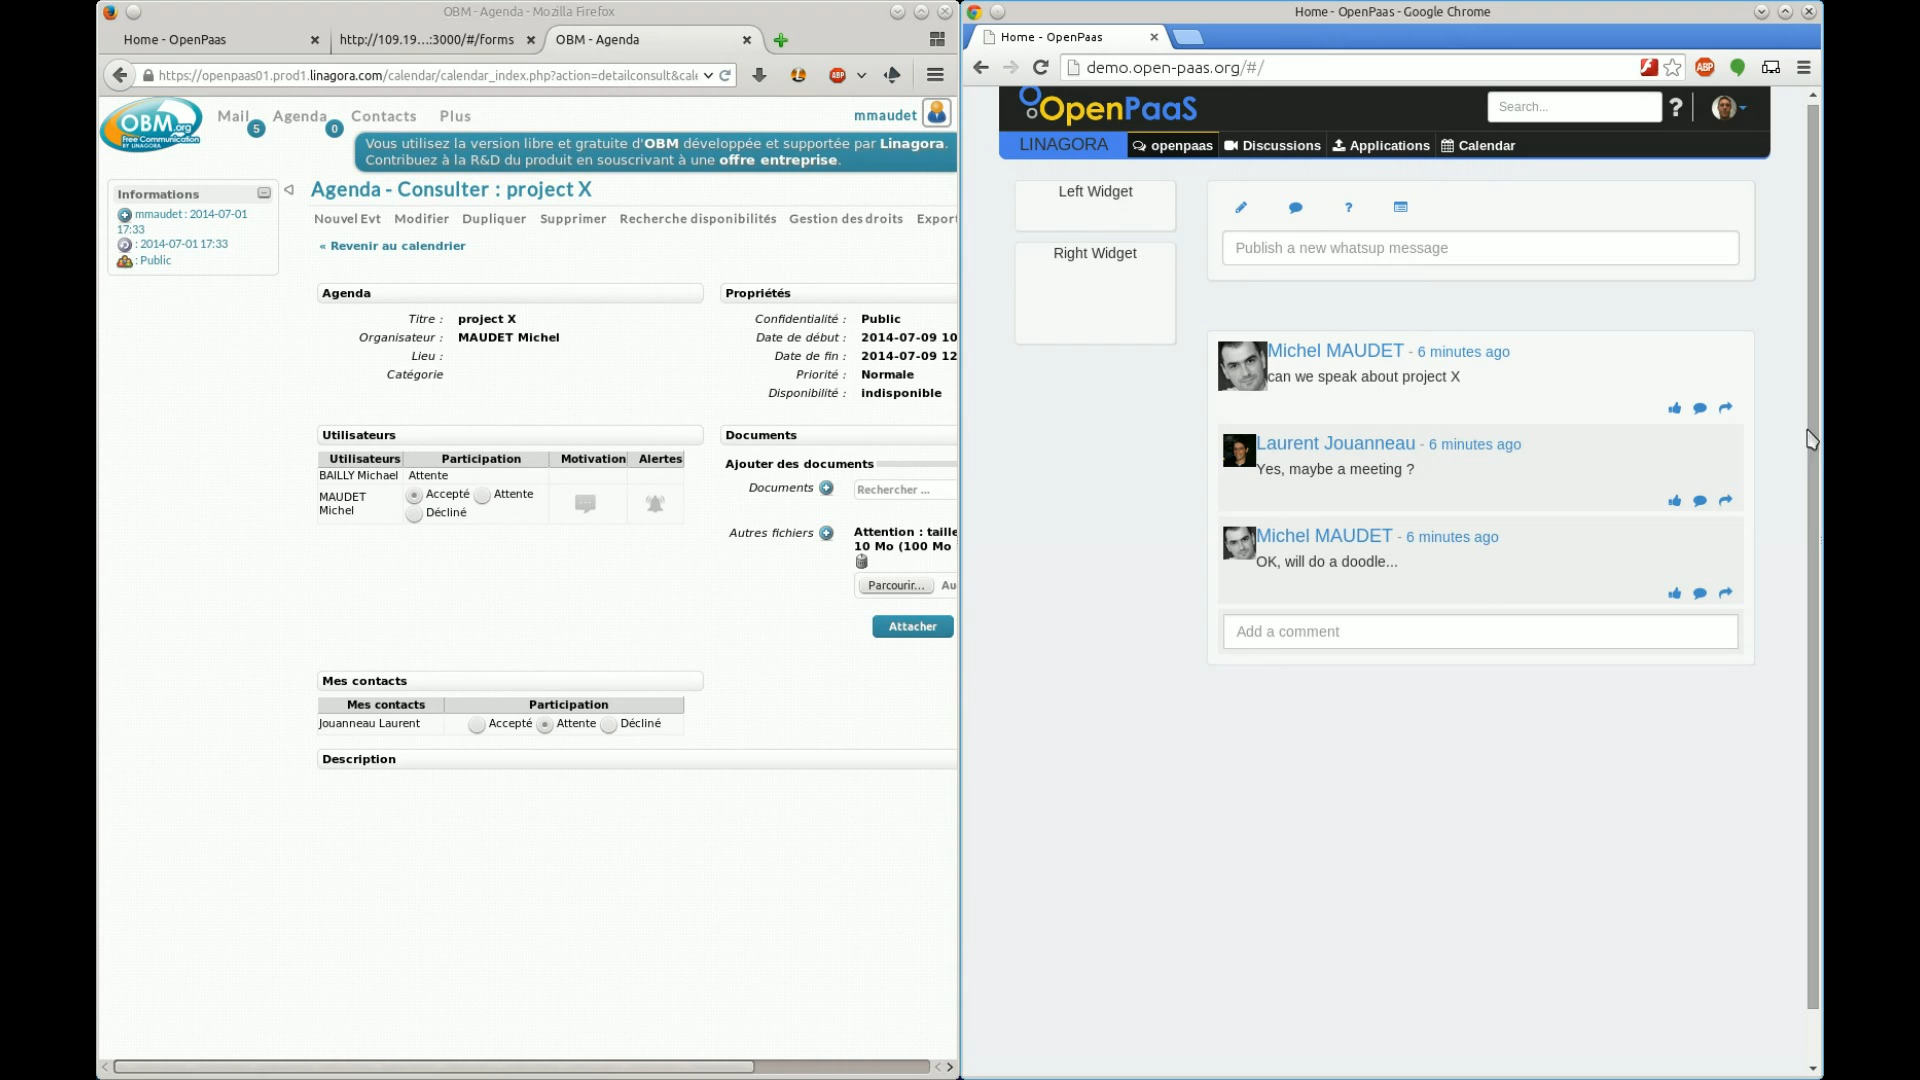 OBM - Agenda - Mozilla Firefox
Home - OpenPaas
http://109.19...:3000/#/forms
OBM - Agenda
https://openpaas01.prod1.linagora.com/calendar/calendar_index.php?action=detailconsult&cale
ABP
OBM.org
Free Communication
BY LINAGORA
Mail 5
Agenda 0
Contacts
Plus
mmaudet
Vous utilisez la version libre et gratuite d'OBM développée et supportée par Linagora.
Contribuez à la R&D du produit en souscrivant à une offre entreprise.
Informations
mmaudet : 2014-07-01
17:33
: 2014-07-01 17:33
: Public
Agenda - Consulter : project X
Nouvel Evt Modifier Dupliquer Supprimer Recherche disponibilités Gestion des droits Export
« Revenir au calendrier
Agenda
Titre : project X
Organisateur : MAUDET Michel
Lieu :
Catégorie
Propriétés
Confidentialité : Public
Date de début : 2014-07-09 10
Date de fin : 2014-07-09 12
Priorité : Normale
Disponibilité : indisponible
Utilisateurs
Utilisateurs Participation Motivation Alertes
BAILLY Michael Attente
MAUDET
Michel
Accepté Attente
Décliné
Documents
Ajouter des documents
Documents Rechercher ...
Autres fichiers
Attention : taille
10 Mo (100 Mo
Parcourir... Au
Attacher
Mes contacts
Mes contacts Participation
Jouanneau Laurent Accepté Attente Décliné
Description
Home - OpenPaas - Google Chrome
Home - OpenPaas
demo.open-paas.org/#/
ABP
OpenPaaS
Search...
?
LINAGORA openpaas Discussions Applications Calendar
Left Widget
Right Widget
?
Publish a new whatsup message
Michel MAUDET - 6 minutes ago
can we speak about project X
Laurent Jouanneau - 6 minutes ago
Yes, maybe a meeting ?
Michel MAUDET - 6 minutes ago
OK, will do a doodle...
Add a comment